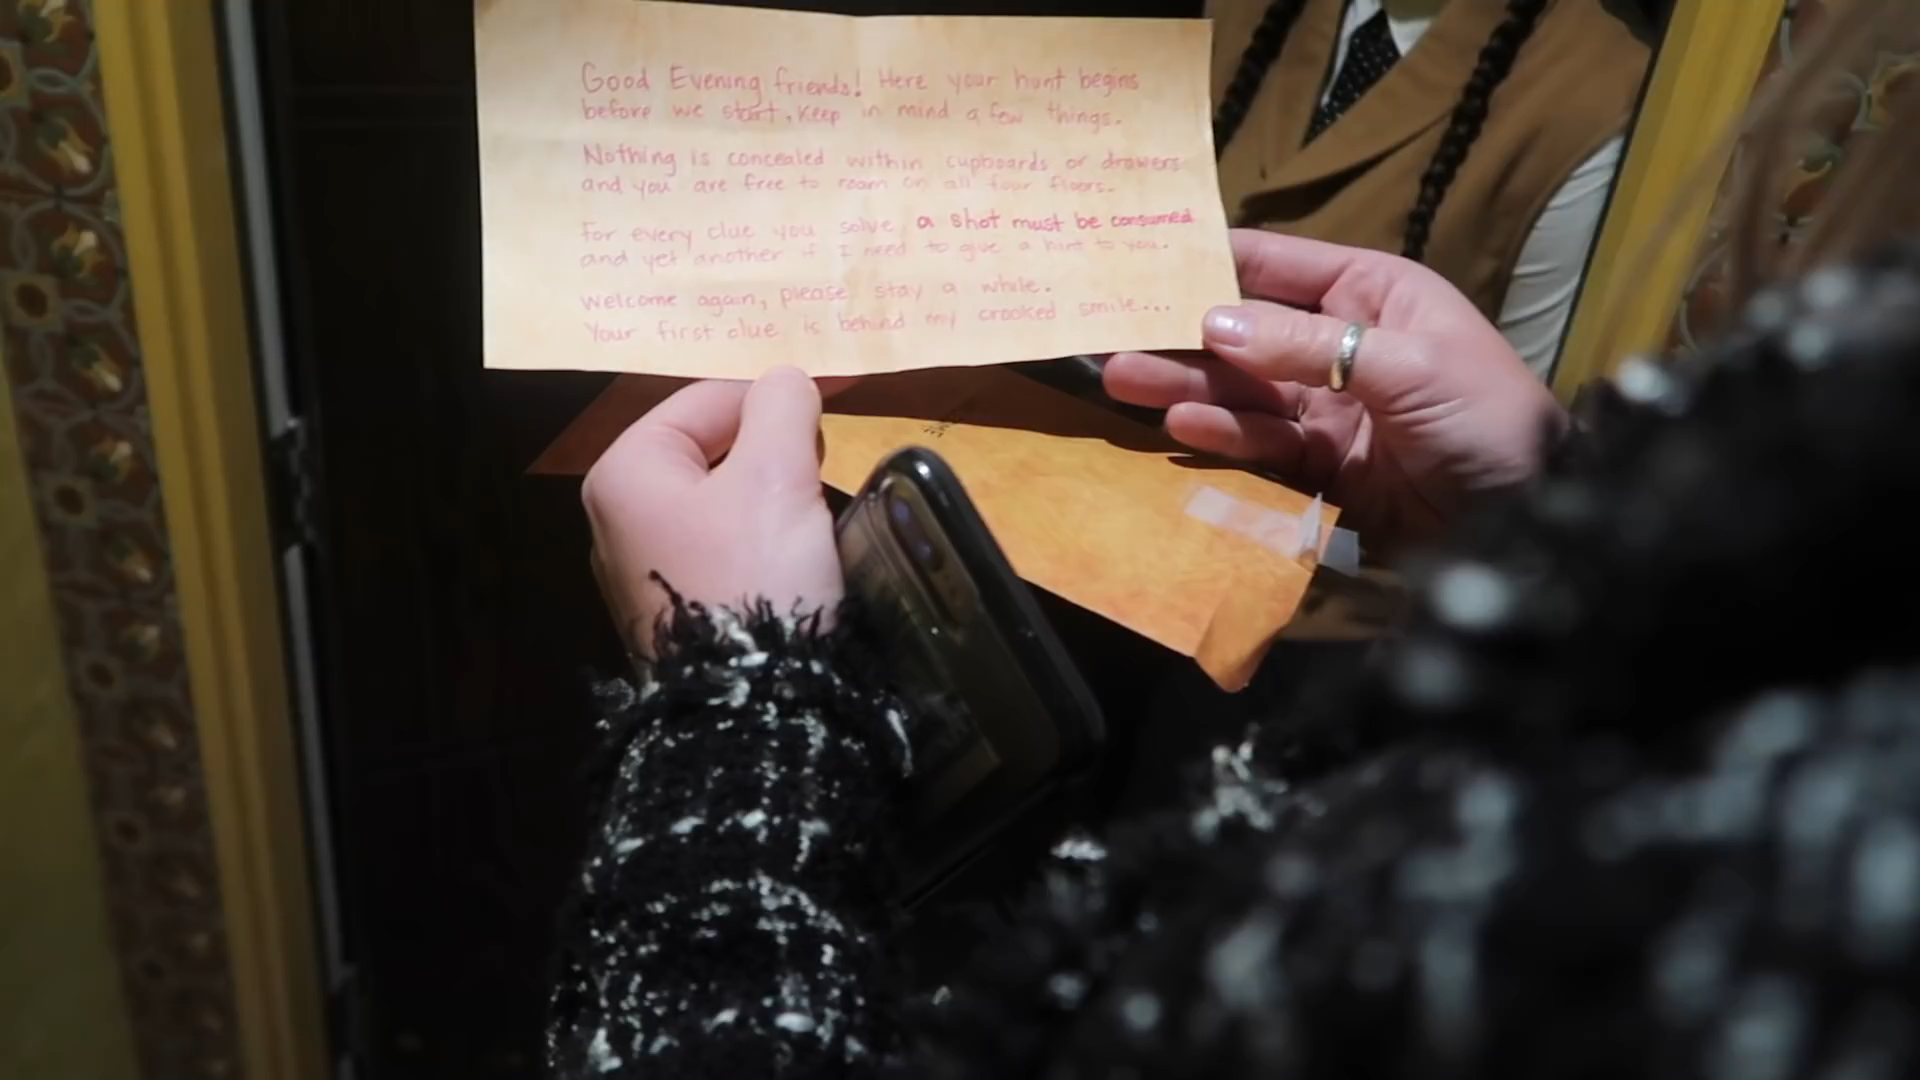 Good Evening friends! Here your hunt begins
before we start, Keep in mind a few things.
Nothing is concealed within cupboards or drawers
and you are free to roam on all four floors.
For every clue you solve a shot must be consumed
and yet another if I need to give a hint to you.
Welcome again, please stay a while.
Your first clue is behind my crooked smile...